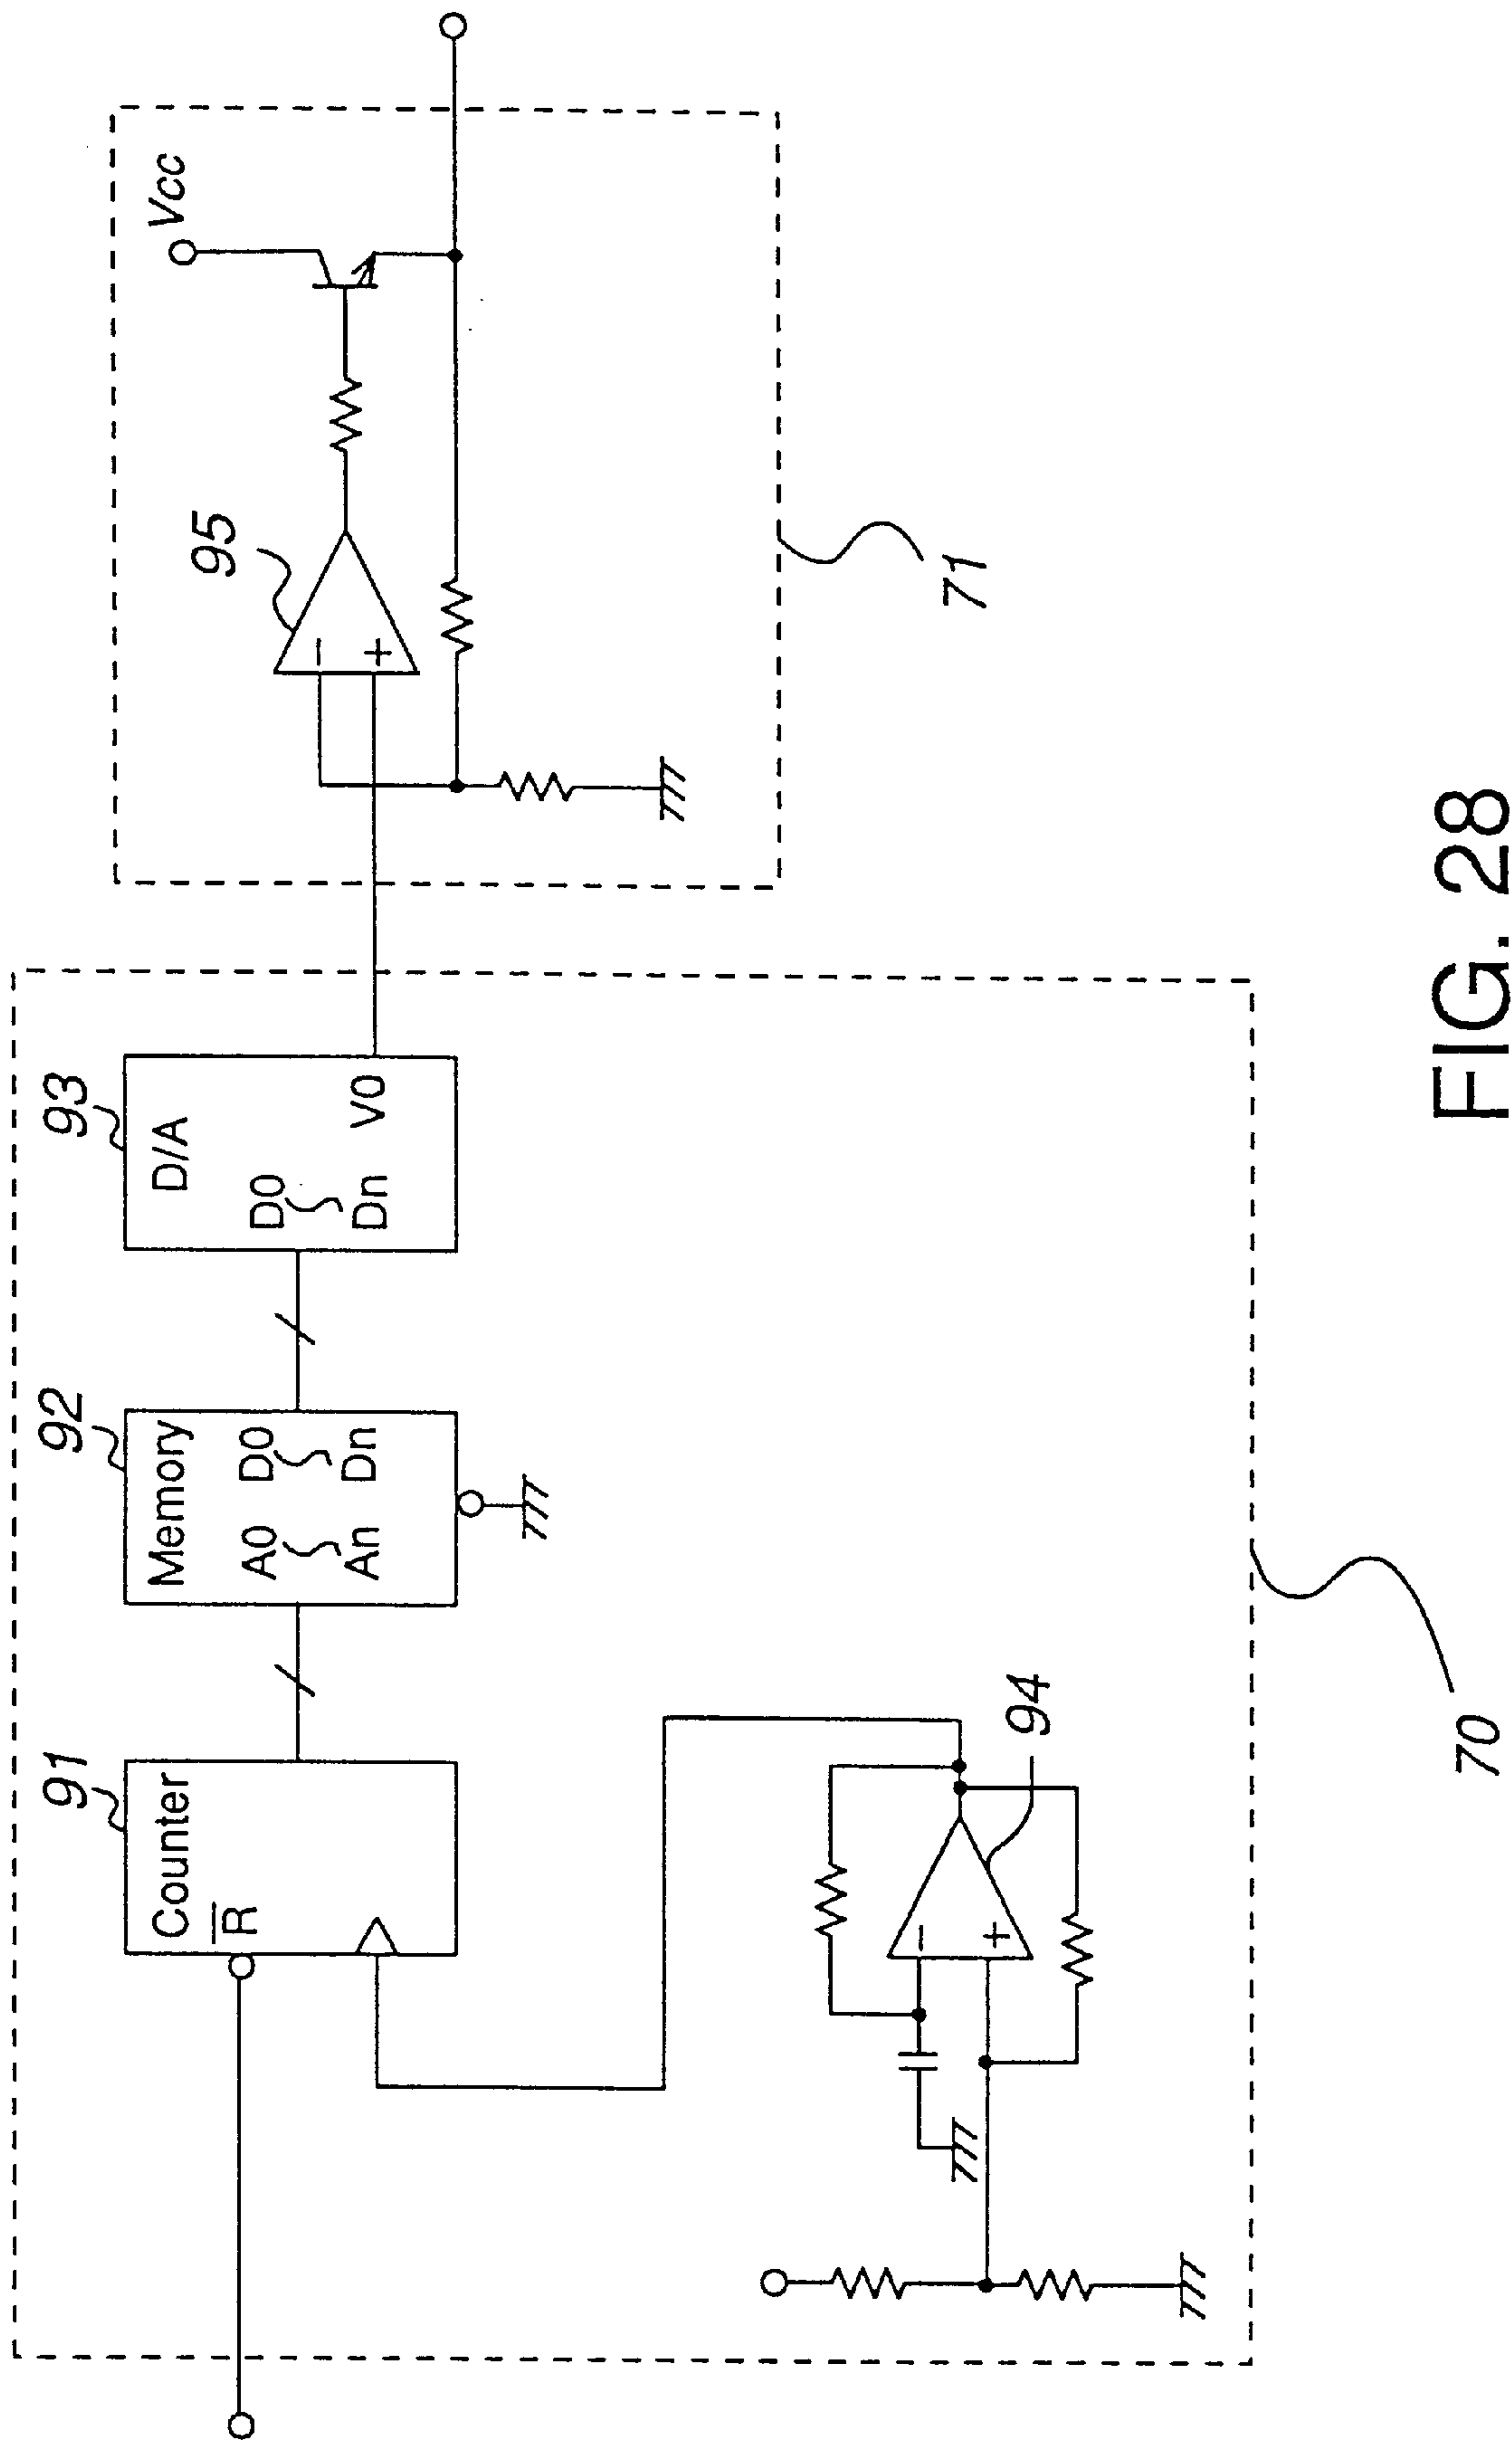 91
Counter
R
92
Memory
A0 D0
An Dn
93
D/A
D0
Dn
V0
95
−
+
Vcc
71
94
−
+
70
FIG. 28